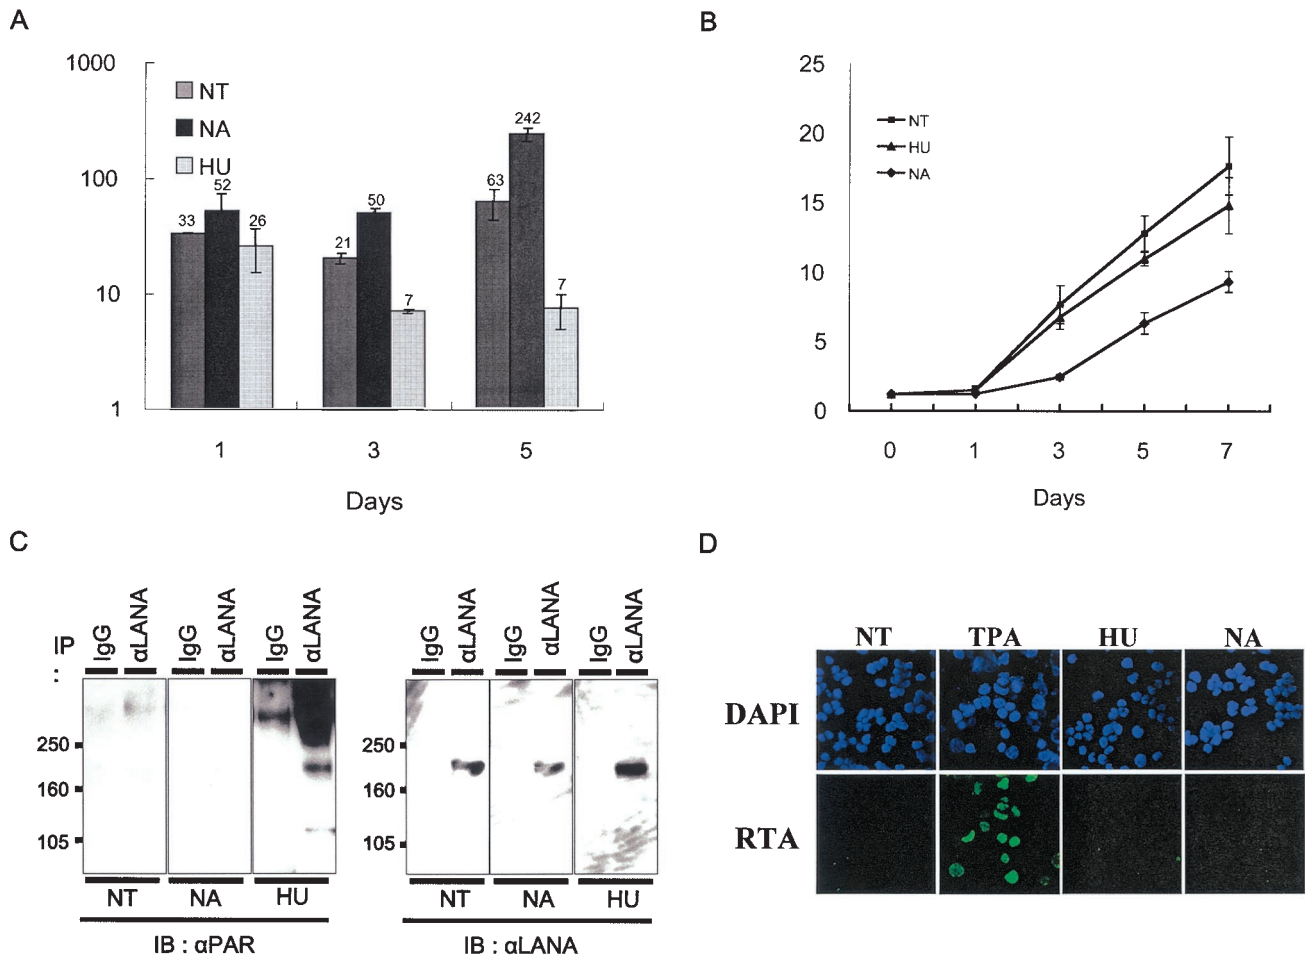 A
1000
100
10
1
NT
NA
HU
33
52
26
21
50
7
63
242
7
1
3
5
Days
B
25
20
15
10
5
0
NT
HU
NA
0
1
3
5
7
Days
C
IP
:
IgG
αLANA
IgG
αLANA
IgG
αLANA
250
160
105
NT
NA
HU
IB : αPAR
IgG
αLANA
IgG
αLANA
IgG
αLANA
250
160
105
NT
NA
HU
IB : αLANA
D
NT
TPA
HU
NA
DAPI
RTA